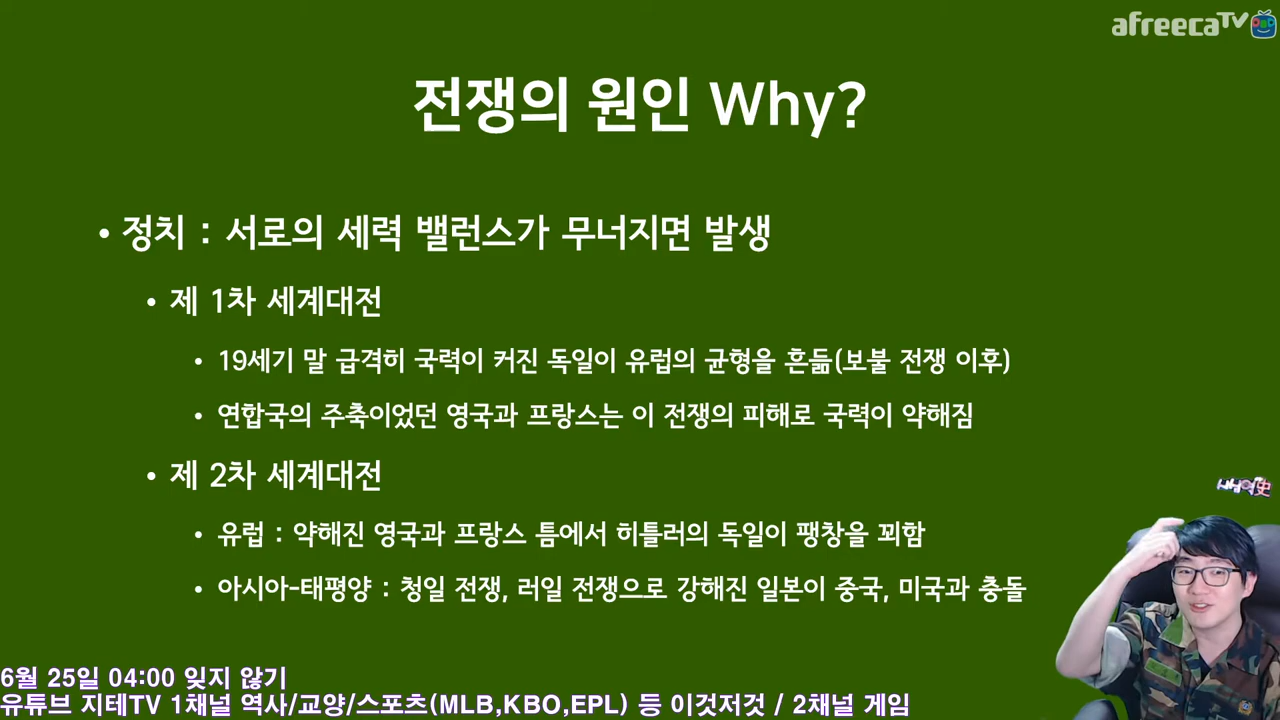 afreecaTV
전쟁의 원인 Why?
• 정치 : 서로의 세력 밸런스가 무너지면 발생
• 제 1차 세계대전
• 19세기 말 급격히 국력이 커진 독일이 유럽의 균형을 흔듦(보불 전쟁 이후)
• 연합국의 주축이었던 영국과 프랑스는 이 전쟁의 피해로 국력이 약해짐
• 제 2차 세계대전
• 유럽 : 약해진 영국과 프랑스 틈에서 히틀러의 독일이 팽창을 꾀함
• 아시아-태평양 : 청일 전쟁, 러일 전쟁으로 강해진 일본이 중국, 미국과 충돌
6월 25일 04:00 잊지 않기
유튜브 지테TV 1채널 역사/교양/스포츠(MLB,KBO,EPL) 등 이것저것 / 2채널 게임